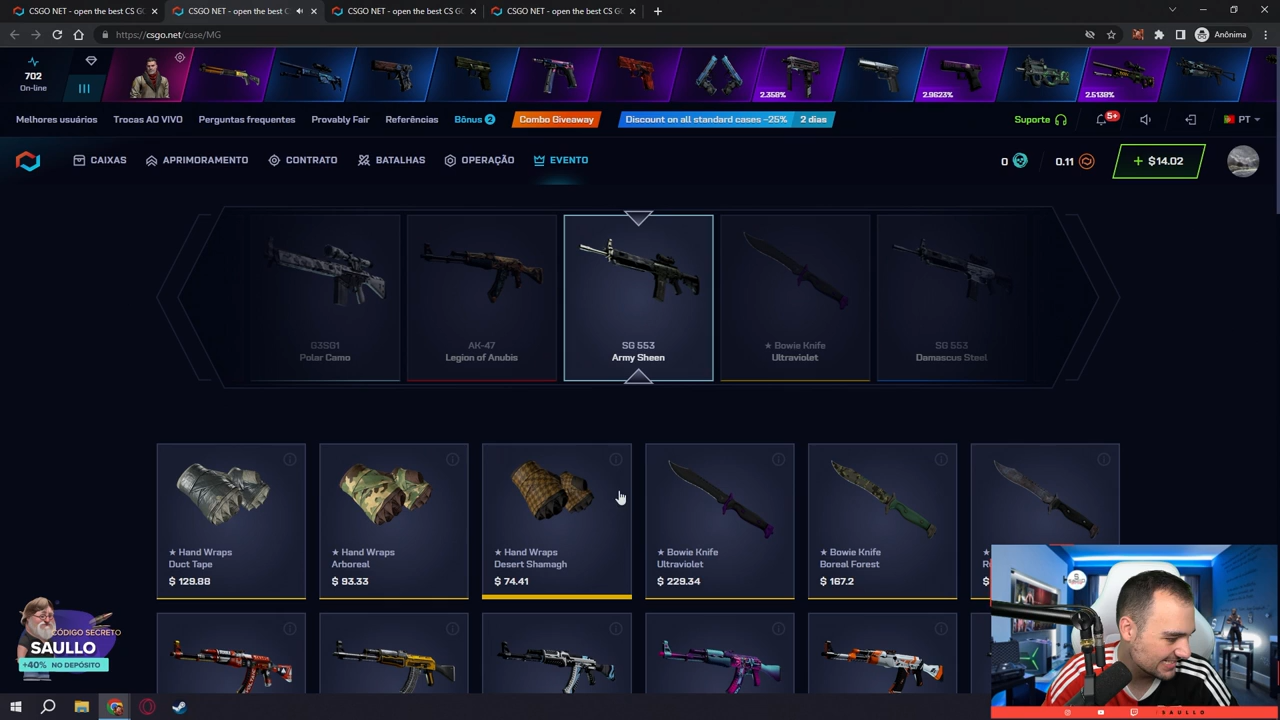 CSGO NET - open the best CS GO
CSGO NET - open the best C
CSGO NET - open the best CS GO
CSGO NET - open the best CS GO
https://csgo.net/case/MG
Anônima
702
On-line
2.358%
2.9623%
2.5138%
Melhores usuários
Trocas AO VIVO
Perguntas frequentes
Provably Fair
Referências
Bônus 2
Combo Giveaway
Discount on all standard cases -25%
2 dias
Suporte
5+
PT
CAIXAS
APRIMORAMENTO
CONTRATO
BATALHAS
OPERAÇÃO
EVENTO
0
0.11
+ $14.02
G3SG1
Polar Camo
AK-47
Legion of Anubis
SG 553
Army Sheen
★ Bowie Knife
Ultraviolet
SG 553
Damascus Steel
★ Hand Wraps
Duct Tape
$ 129.88
★ Hand Wraps
Arboreal
$ 93.33
★ Hand Wraps
Desert Shamagh
$ 74.41
★ Bowie Knife
Ultraviolet
$ 229.34
★ Bowie Knife
Boreal Forest
$ 167.2
CÓDIGO SECRETO
SAULLO
+40% NO DEPÓSITO
SAULLO